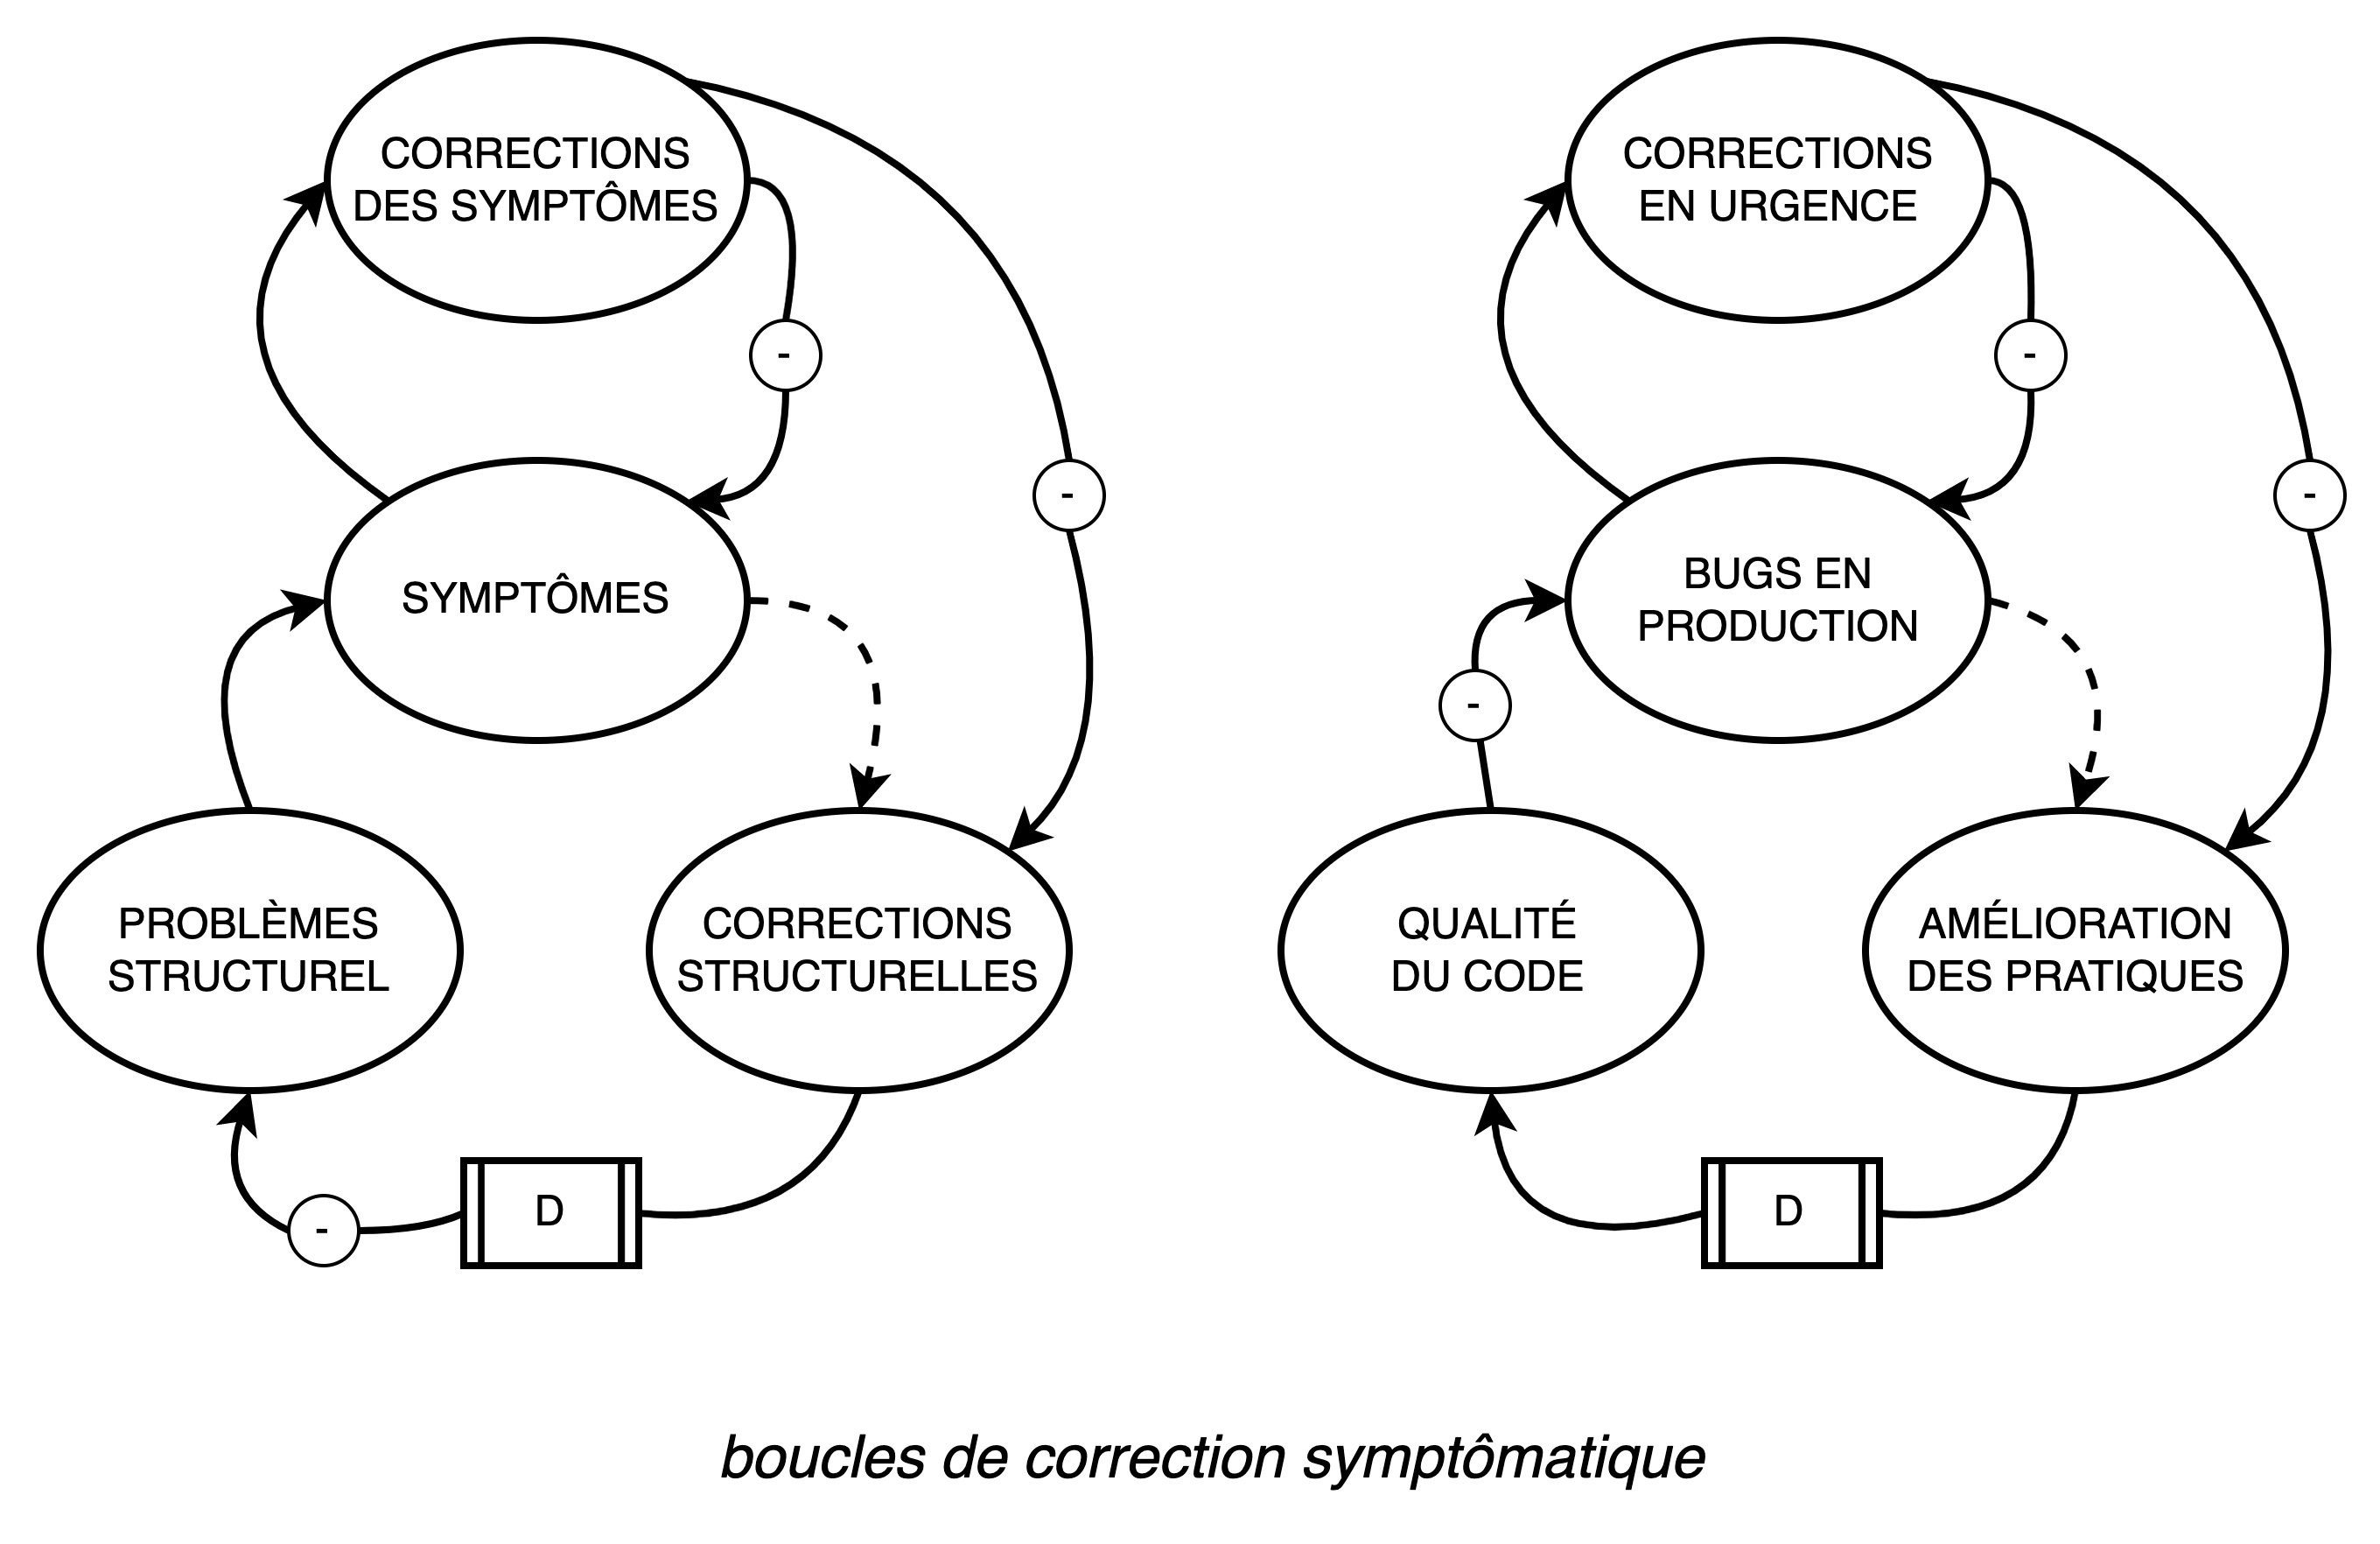 CORRECTIONS
DES SYMPTÔMES
-
-
SYMPTÔMES
PROBLÈMES
STRUCTUREL
CORRECTIONS
STRUCTURELLES
-
D
CORRECTIONS
EN URGENCE
-
-
BUGS EN
PRODUCTION
-
QUALITÉ
DU CODE
AMÉLIORATION
DES PRATIQUES
D
boucles de correction symptômatique